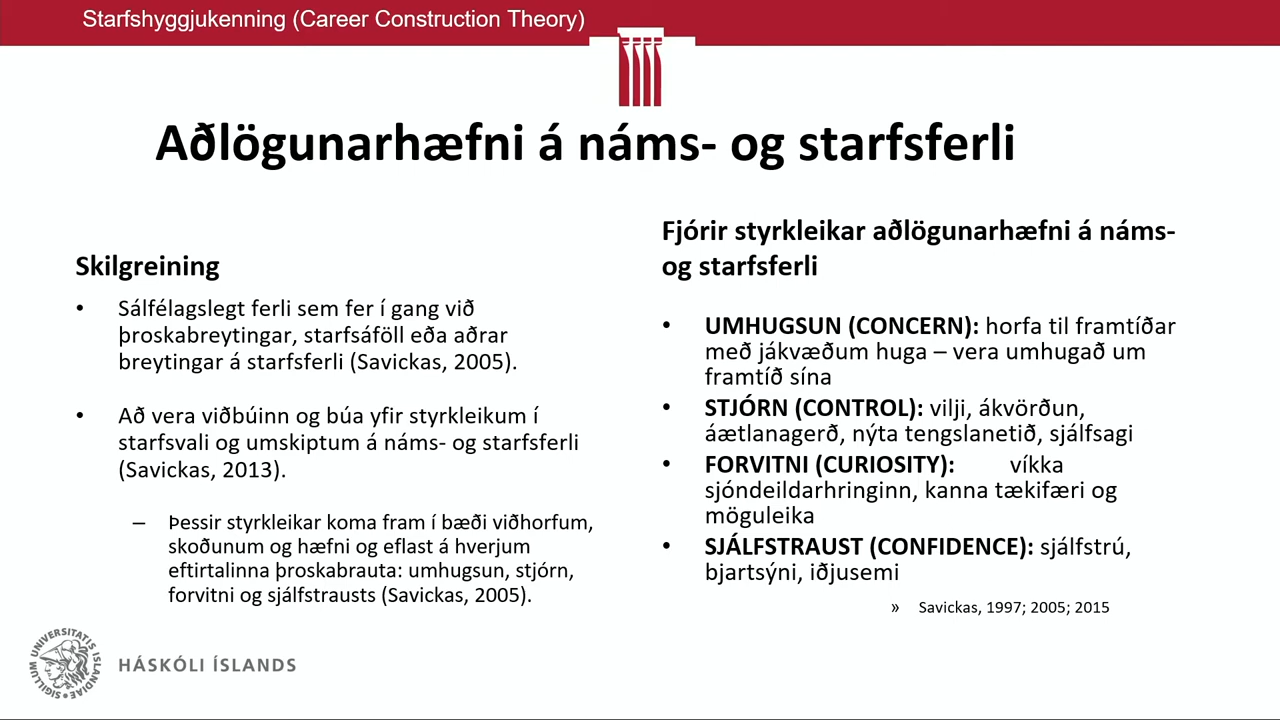 Starfshyggjukenning (Career Construction Theory)
Aðlögunarhæfni á náms- og starfsferli
Skilgreining
• Sálfélagslegt ferli sem fer í gang við
þroskabreytingar, starfsáföll eða aðrar
breytingar á starfsferli (Savickas, 2005).
• Að vera viðbúinn og búa yfir styrkleikum í
starfsvali og umskiptum á náms- og starfsferli
(Savickas, 2013).
– Þessir styrkleikar koma fram í bæði viðhorfum,
skoðunum og hæfni og eflast á hverjum
eftirtalinna þroskabrauta: umhugsun, stjórn,
forvitni og sjálfstrausts (Savickas, 2005).
Fjórir styrkleikar aðlögunarhæfni á náms-
og starfsferli
• UMHUGSUN (CONCERN): horfa til framtíðar
með jákvæðum huga – vera umhugað um
framtíð sína
• STJÓRN (CONTROL): vilji, ákvörðun,
áætlanagerð, nýta tengslanetið, sjálfsagi
• FORVITNI (CURIOSITY): víkka
sjóndeildarhringinn, kanna tækifæri og
möguleika
• SJÁLFSTRAUST (CONFIDENCE): sjálfstrú,
bjartsýni, iðjusemi
» Savickas, 1997; 2005; 2015
SIGILLUM UNIVERSITATIS ISLANDIAE
HÁSKÓLI ÍSLANDS